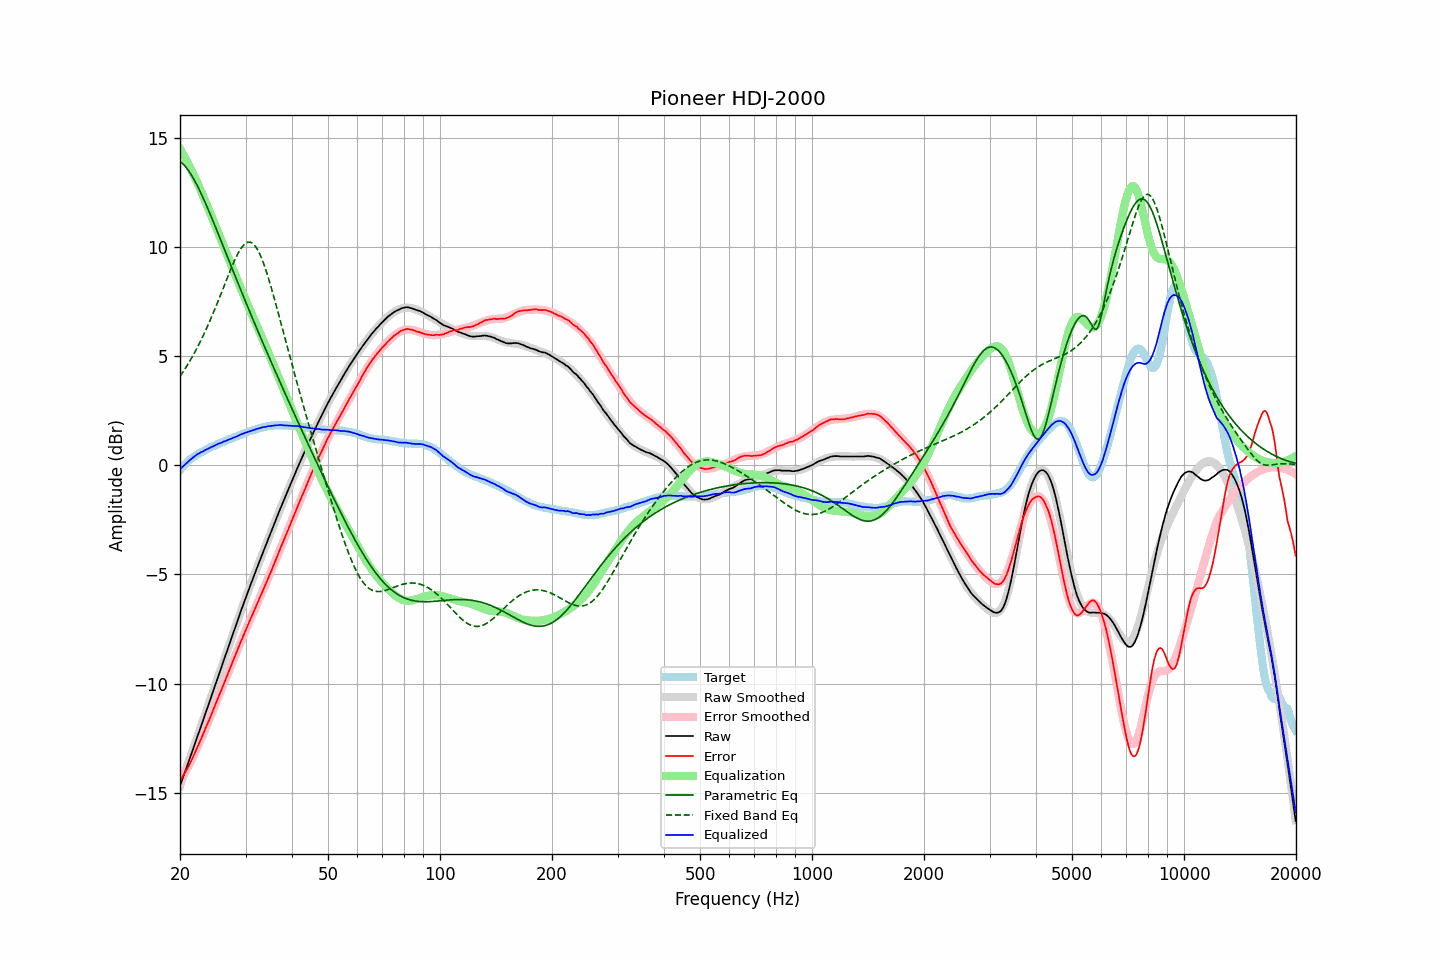 Pioneer HDJ-2000
Amplitude (dBr)
15
10
5
0
−5
−10
−15
Target
Raw Smoothed
Error Smoothed
Raw
Error
Equalization
Parametric Eq
Fixed Band Eq
Equalized
20 50 100 200 500 1000 2000 5000 10000 20000
Frequency (Hz)